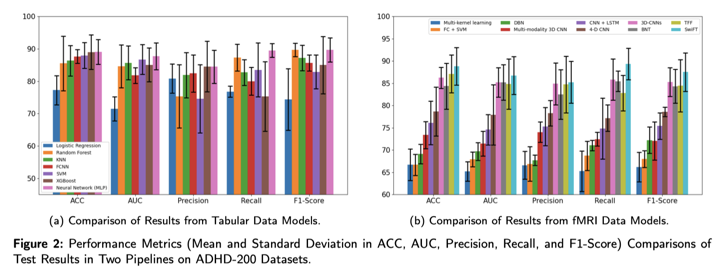 100
90
80
70
60
50
Logistic Regression
Random Forest
KNN
FCNN
SVM
XGBoost
Neural Network (MLP)
ACC
AUC
Precision
Recall
F1-Score
(a) Comparison of Results from Tabular Data Models.
100
95
90
85
80
75
70
65
60
Multi-kernel learning
FC + SVM
DBN
Multi-modality 3D CNN
CNN + LSTM
4-D CNN
3D-CNNs
BNT
TFF
SwiFT
ACC
AUC
Precision
Recall
F1-Score
(b) Comparison of Results from fMRI Data Models.
Figure 2: Performance Metrics (Mean and Standard Deviation in ACC, AUC, Precision, Recall, and F1-Score) Comparisons of
Test Results in Two Pipelines on ADHD-200 Datasets.